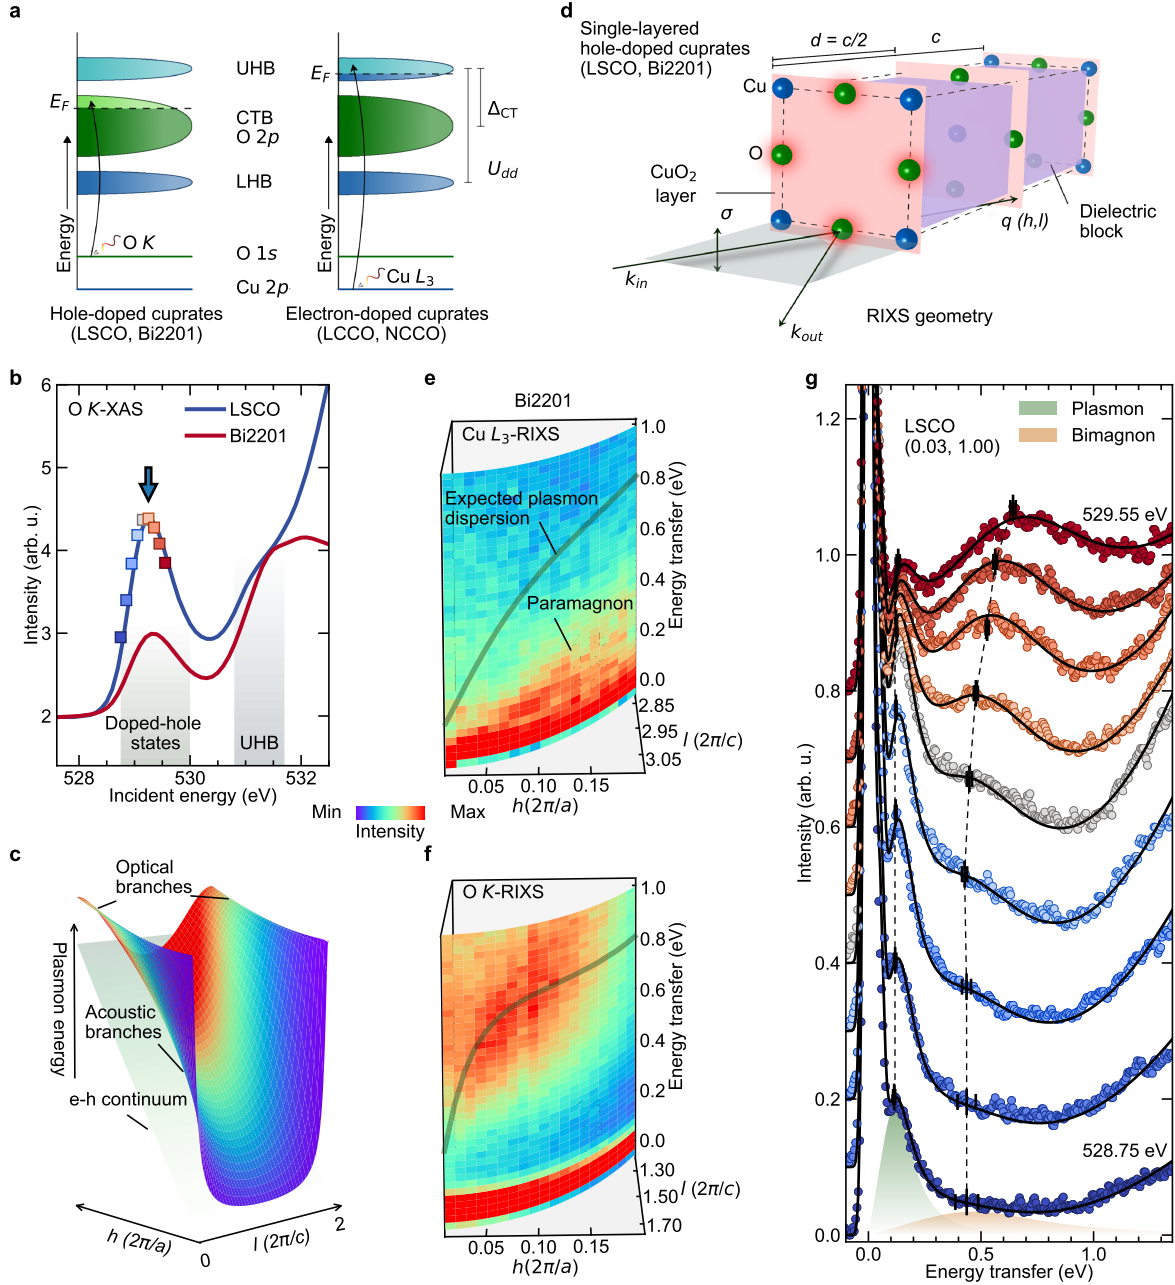 a
UHB
E_F
CTB
O 2p
LHB
Energy
O K
O 1s
Cu 2p
Hole-doped cuprates
(LSCO, Bi2201)
E_F
Δ_CT
U_dd
Energy
Cu L₃
Electron-doped cuprates
(LCCO, NCCO)
d
Single-layered
hole-doped cuprates
(LSCO, Bi2201)
d = c/2
c
Cu
O
CuO₂
layer
σ
q (h,l)
Dielectric
block
k_in
k_out
RIXS geometry
b
O K-XAS
LSCO
Bi2201
Doped-hole
states
UHB
6
5
4
3
2
Intensity (arb. u.)
528
530
532
Incident energy (eV)
Min
Max
Intensity
c
Optical
branches
Plasmon energy
Acoustic
branches
e-h continuum
h (2π/a)
0
l (2π/c)
2
e
Bi2201
Cu L₃-RIXS
Expected plasmon
dispersion
Paramagnon
1.0
0.8
0.6
0.4
0.2
0.0
Energy transfer (eV)
2.85
2.95
3.05
l (2π/c)
0.05
0.10
0.15
h(2π/a)
f
O K-RIXS
1.0
0.8
0.6
0.4
0.2
0.0
Energy transfer (eV)
1.30
1.50
1.70
l (2π/c)
0.05
0.10
0.15
h(2π/a)
g
LSCO
(0.03, 1.00)
Plasmon
Bimagnon
529.55 eV
528.75 eV
1.2
1.0
0.8
0.6
0.4
0.2
0.0
Intensity (arb. u.)
0.0
0.5
1.0
Energy transfer (eV)